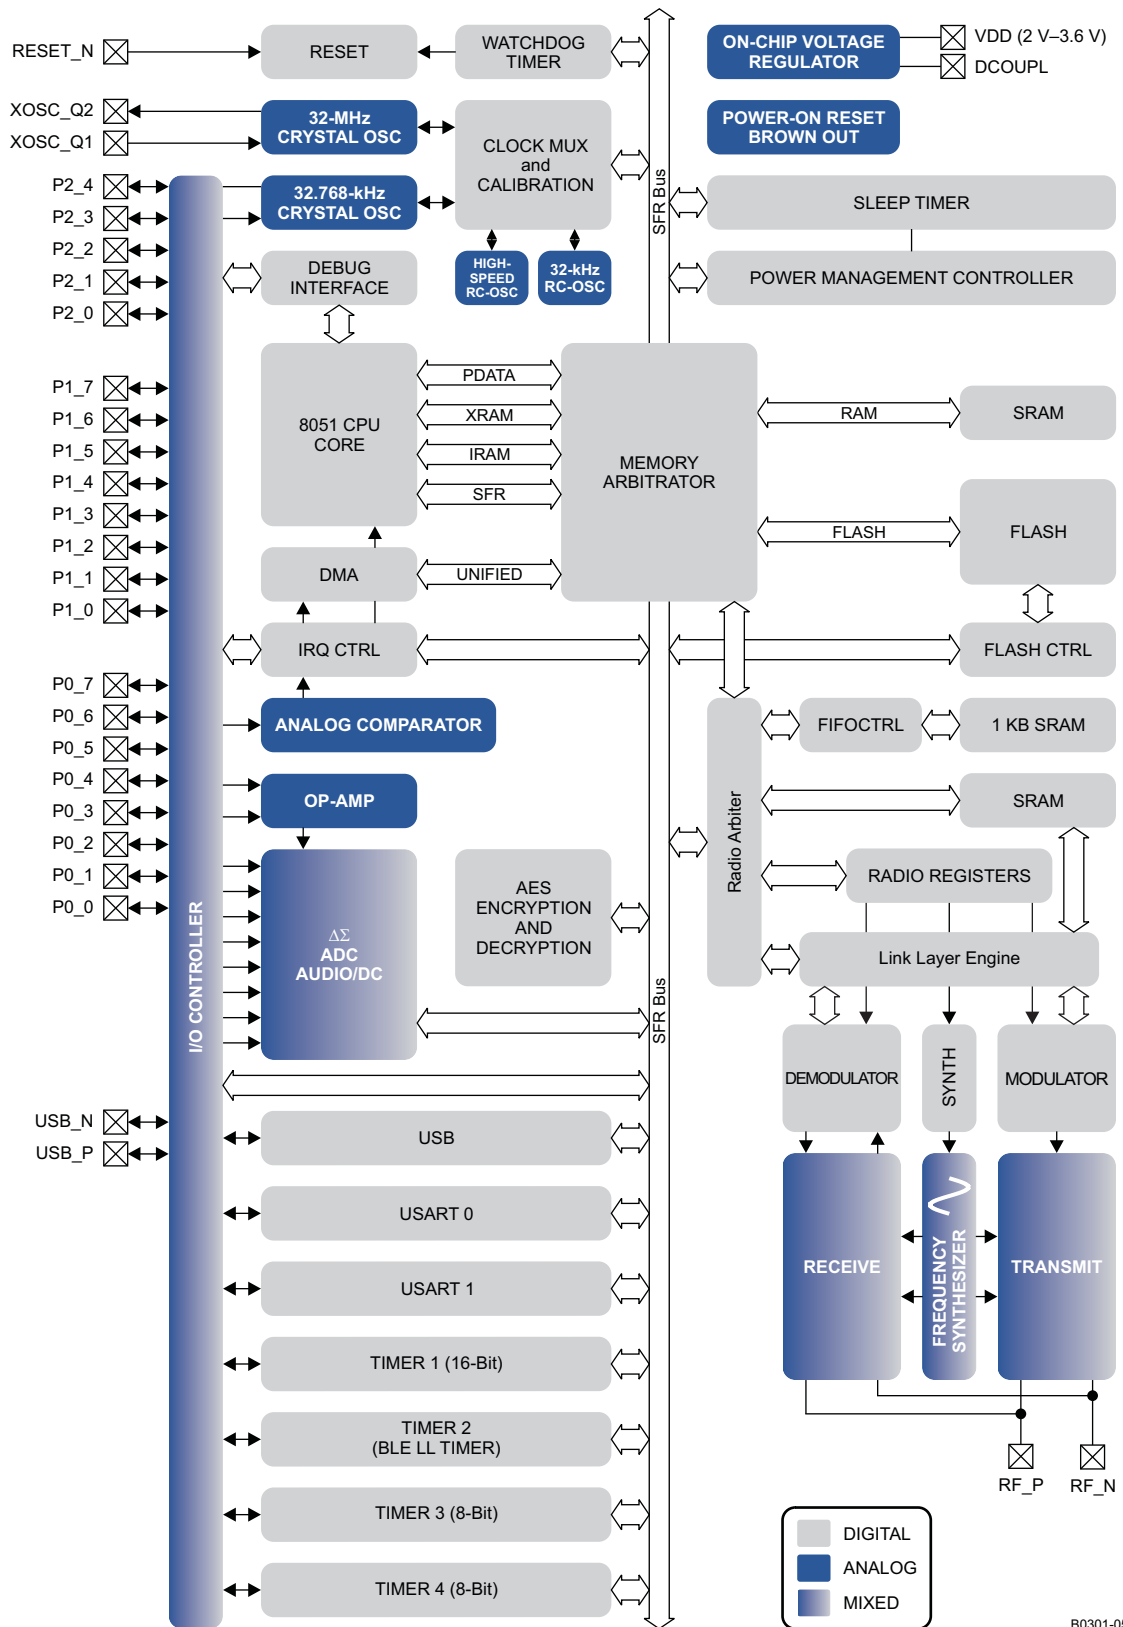 RESET_N
RESET
WATCHDOG
TIMER
ON-CHIP VOLTAGE
REGULATOR
VDD (2 V–3.6 V)
DCOUPL
XOSC_Q2
XOSC_Q1
32-MHz
CRYSTAL OSC
CLOCK MUX
and
CALIBRATION
POWER-ON RESET
BROWN OUT
SFR Bus
P2_4
P2_3
P2_2
P2_1
P2_0
32.768-kHz
CRYSTAL OSC
SLEEP TIMER
HIGH-
SPEED
RC-OSC
32-kHz
RC-OSC
DEBUG
INTERFACE
POWER MANAGEMENT CONTROLLER
P1_7
P1_6
P1_5
P1_4
P1_3
P1_2
P1_1
P1_0
8051 CPU
CORE
PDATA
XRAM
IRAM
SFR
MEMORY
ARBITRATOR
RAM
SRAM
FLASH
FLASH
DMA
UNIFIED
IRQ CTRL
FLASH CTRL
P0_7
P0_6
P0_5
P0_4
P0_3
P0_2
P0_1
P0_0
ANALOG COMPARATOR
FIFOCTRL
1 KB SRAM
OP-AMP
SRAM
Radio Arbiter
I/O CONTROLLER
ΔΣ
ADC
AUDIO/DC
AES
ENCRYPTION
AND
DECRYPTION
RADIO REGISTERS
Link Layer Engine
SFR Bus
DEMODULATOR
SYNTH
MODULATOR
USB_N
USB_P
USB
USART 0
USART 1
TIMER 1 (16-Bit)
TIMER 2
(BLE LL TIMER)
TIMER 3 (8-Bit)
TIMER 4 (8-Bit)
RECEIVE
FREQUENCY
SYNTHESIZER
TRANSMIT
RF_P
RF_N
DIGITAL
ANALOG
MIXED